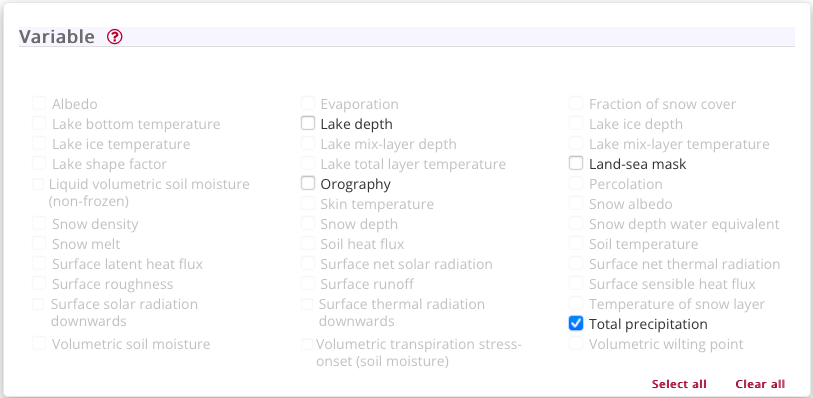 Variable ?
Albedo Evaporation Fraction of snow cover
Lake bottom temperature Lake depth Lake ice depth
Lake ice temperature Lake mix-layer depth Lake mix-layer temperature
Lake shape factor Lake total layer temperature Land-sea mask
Liquid volumetric soil moisture
(non-frozen) Orography Percolation
Skin temperature Snow albedo
Snow density Snow depth Snow depth water equivalent
Snow melt Soil heat flux Soil temperature
Surface latent heat flux Surface net solar radiation Surface net thermal radiation
Surface roughness Surface runoff Surface sensible heat flux
Surface solar radiation
downwards Surface thermal radiation
downwards Temperature of snow layer
Total precipitation
Volumetric soil moisture Volumetric transpiration stress-
onset (soil moisture) Volumetric wilting point
Select all Clear all